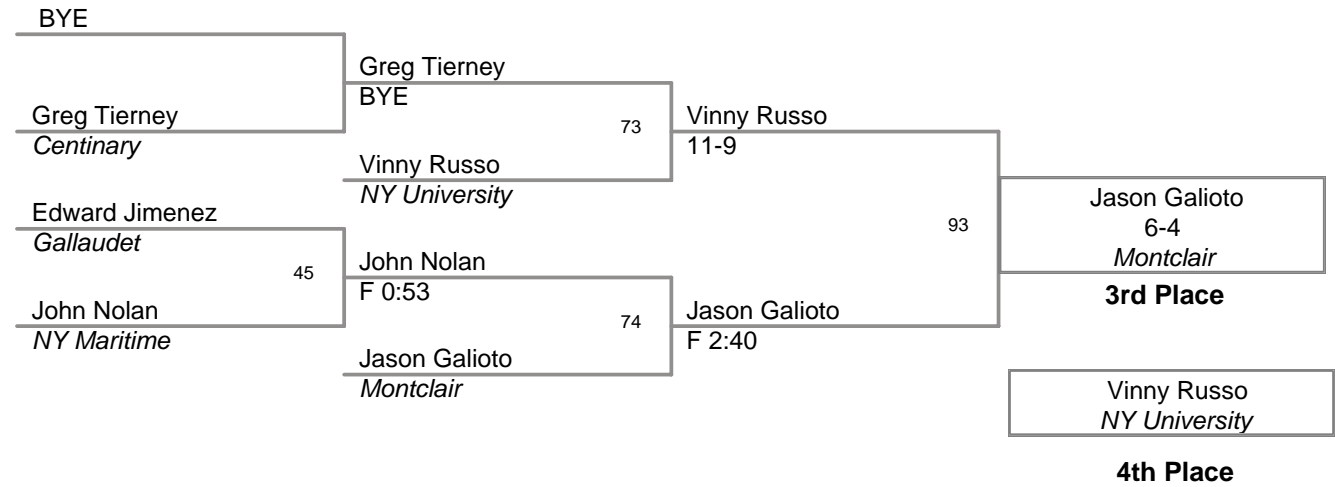 BYE
Greg Tierney
Centinary
Edward Jimenez
Gallaudet
45
John Nolan
NY Maritime
Greg Tierney
BYE
73
Vinny Russo
NY University
John Nolan
F 0:53
74
Jason Galioto
Montclair
Vinny Russo
11-9
93
Jason Galioto
F 2:40
Jason Galioto
6-4
Montclair
3rd Place
Vinny Russo
NY University
4th Place